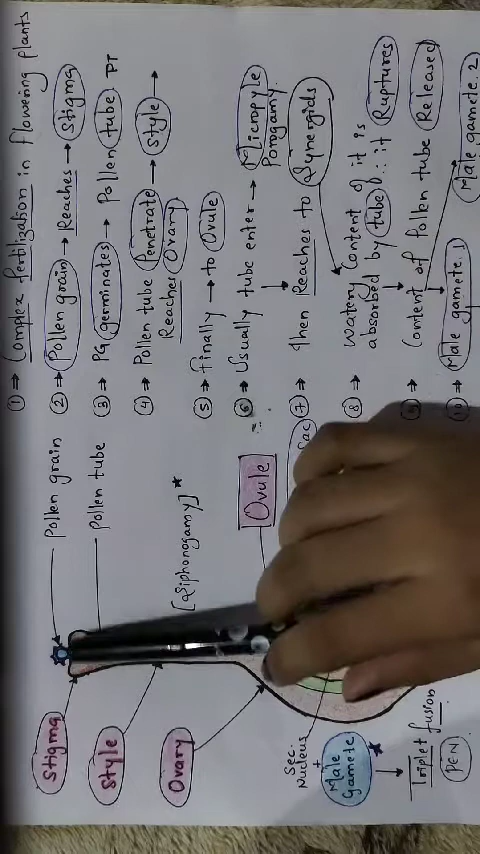 ① ⇒ Complex fertilization in flowering plants
② ⇒ Pollen grain → Reaches → Stigma
③ ⇒ PG germinates → Pollen tube. PT
④ ⇒ Pollen tube Penetrate → style →
Reaches Ovary
⑤ ⇒ Finally → to Ovule
⑥ ⇒ Usually tube enter → Micropyle
Porogamy
⑦ ⇒ then Reaches to Synergids
⑧ ⇒ Watery Content of it is
absorbed by tube ∴ it Ruptures
⑨ ⇒ Content of Pollen tube Released
⑩ ⇒ Male gamete.1 Male gamete.2
Pollen grain
Pollen tube
[Siphonogamy]*
Ovule
Sac
Stigma
Style
Ovary
Sec.
Nucleus
+
Male
Gamete
Triplet fusion
PEN